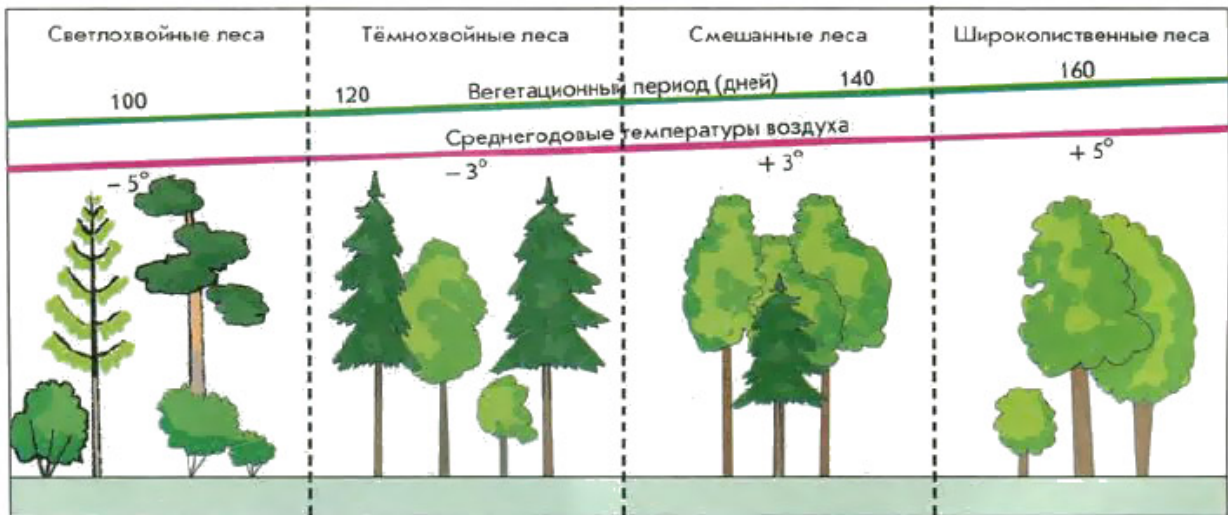 Светлохвойные леса
Тёмнохвойные леса
Смешанные леса
Широколиственные леса
100
120
Вегетационный период (дней)
140
160
Среднегодовые температуры воздуха
– 5°
– 3°
+ 3°
+ 5°